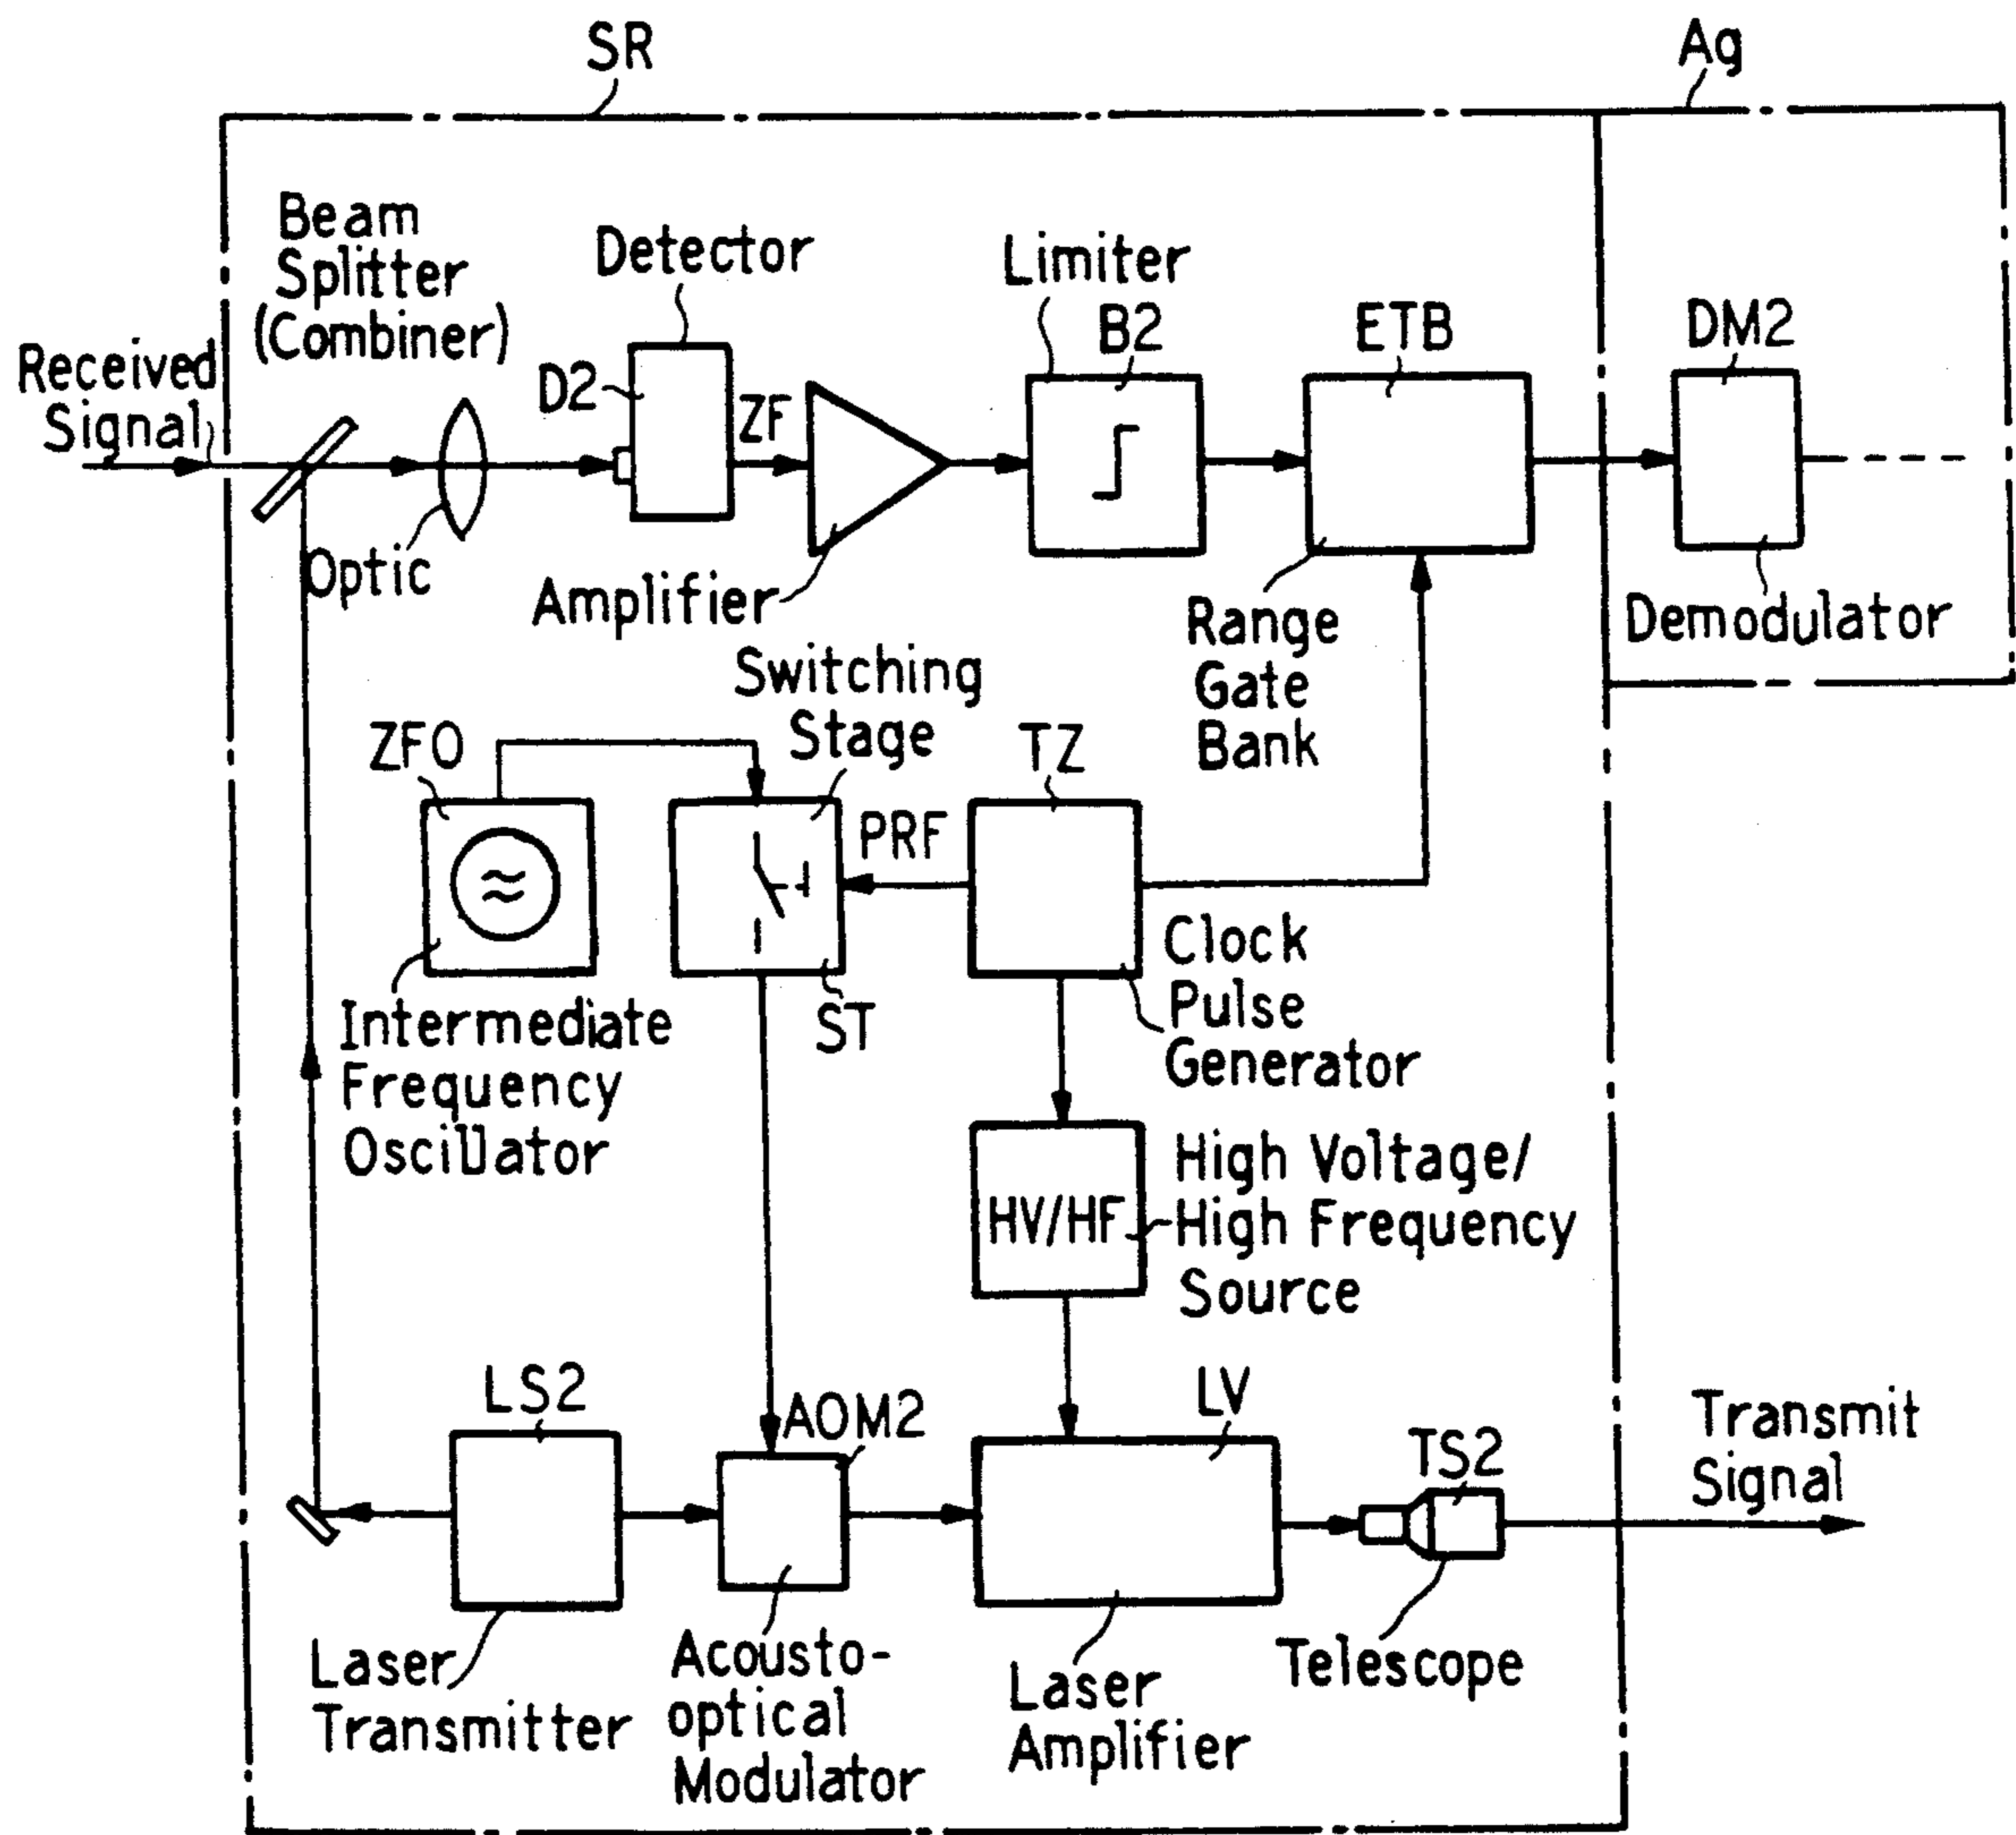 SR
Ag
Beam
Splitter
(Combiner)
Detector
Limiter
B2
ETB
DM2
Received
Signal
D2
ZF
Optic
Amplifier
Range
Gate
Bank
Demodulator
Switching
Stage
ZFO
TZ
PRF
Intermediate
Frequency
Oscillator
ST
Clock
Pulse
Generator
HV/HF
High Voltage/
High Frequency
Source
LS2
AOM2
LV
TS2
Transmit
Signal
Laser
Transmitter
Acousto-
optical
Modulator
Laser
Amplifier
Telescope